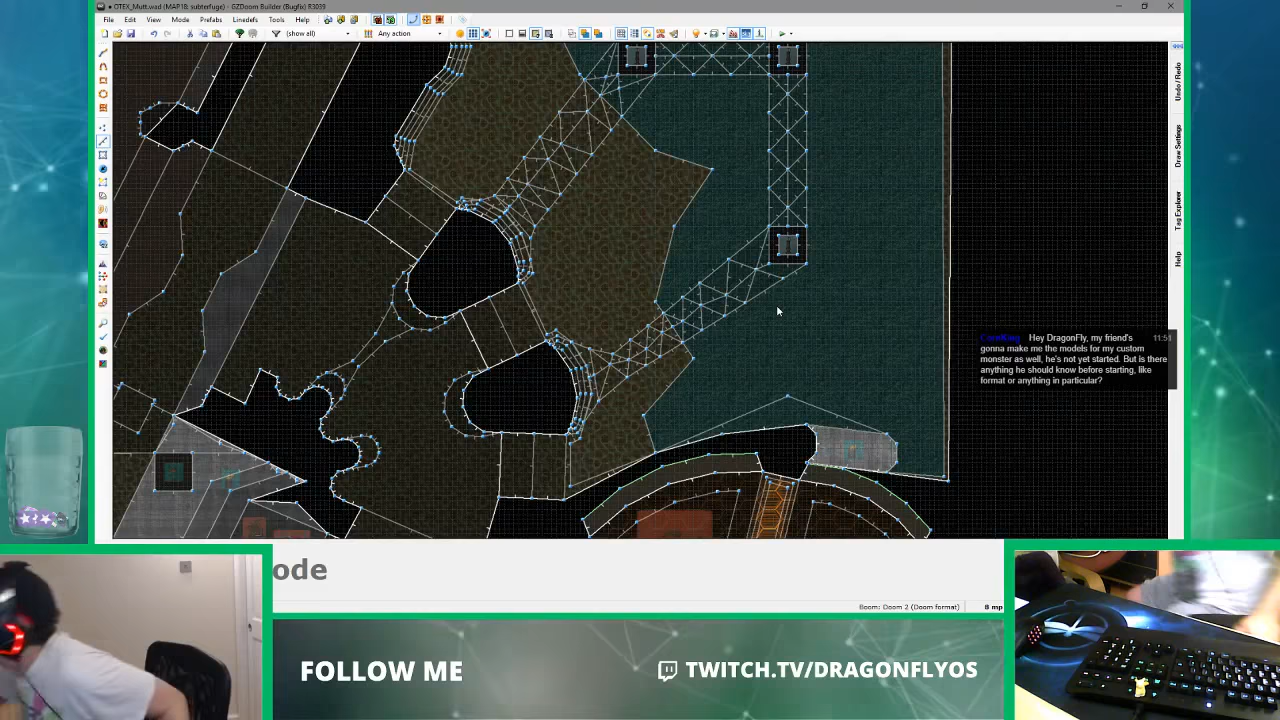 OTEX_Mutt.wad (MAP18: subterfuge) - GZDoom Builder (Bugfix) R3039
File Edit View Mode Prefabs Linedefs Tools Help
(show all) Any action
Undo / Redo
Draw Settings
Tag Explorer
Help
Hey DragonFly, my friend's 11:51
gonna make me the models for my custom
monster as well, he's not yet started. But is there
anything he should know before starting, like
format or anything in particular?
ode
Boom: Doom 2 (Doom format) 8 mp
FOLLOW ME
TWITCH.TV/DRAGONFLYOS